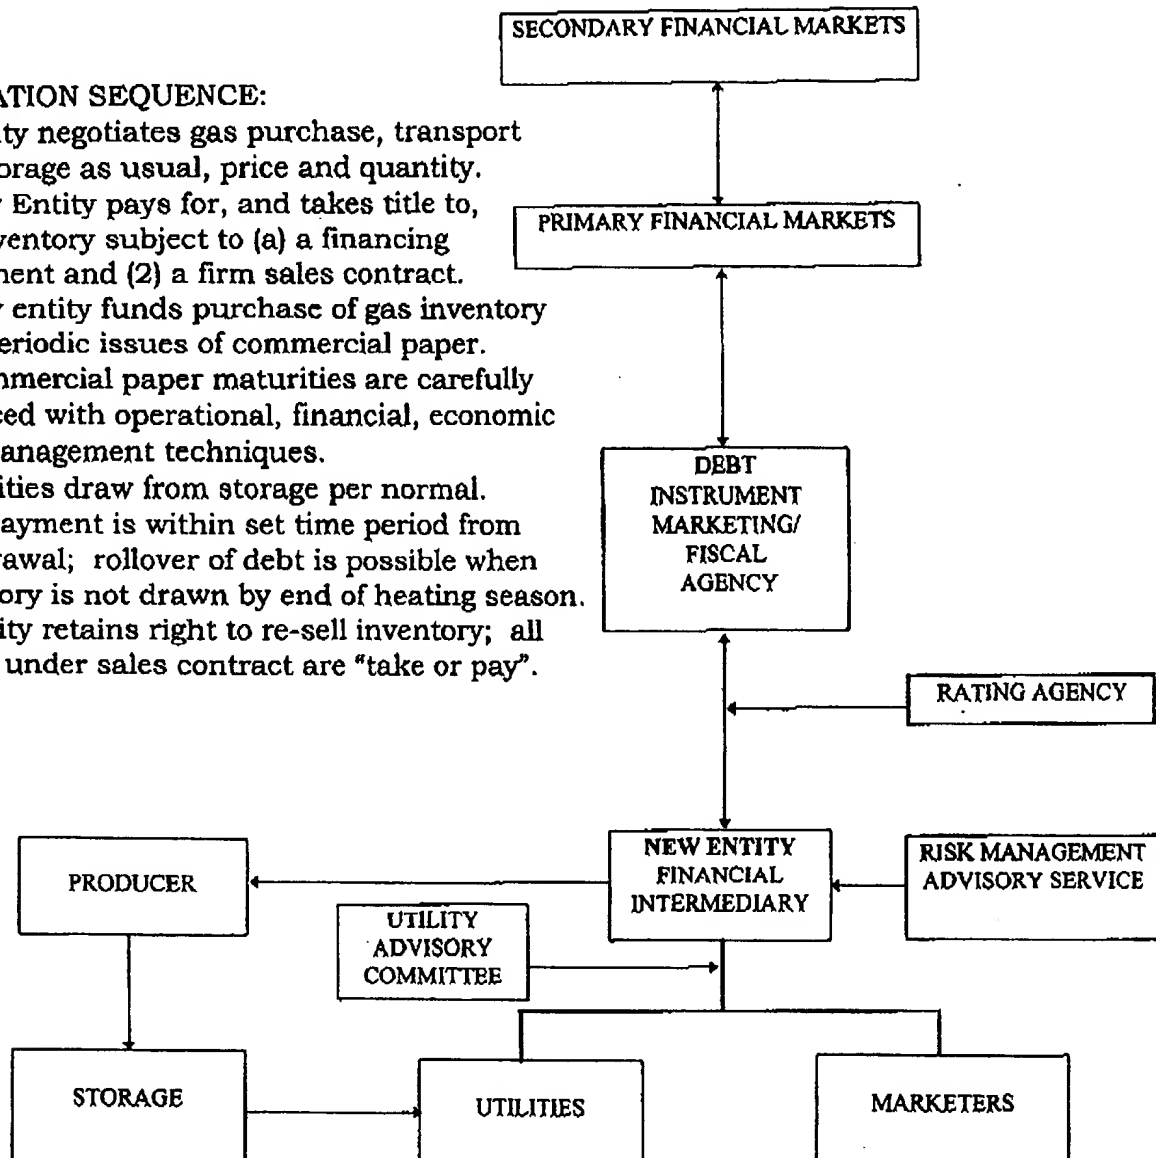 SECONDARY FINANCIAL MARKETS
ATION SEQUENCE:
ity negotiates gas purchase, transport
orage as usual, price and quantity.
Entity pays for, and takes title to,
ventory subject to (a) a financing
nent and (2) a firm sales contract.
entity funds purchase of gas inventory
eriodic issues of commercial paper.
nmercial paper maturities are carefully
ced with operational, financial, economic
anagement techniques.
ities draw from storage per normal.
ayment is within set time period from
rawal; rollover of debt is possible when
ory is not drawn by end of heating season.
ity retains right to re-sell inventory; all
under sales contract are "take or pay".
PRIMARY FINANCIAL MARKETS
DEBT
INSTRUMENT
MARKETING/
FISCAL
AGENCY
RATING AGENCY
NEW ENTITY
FINANCIAL
INTERMEDIARY
RISK MANAGEMENT
ADVISORY SERVICE
PRODUCER
UTILITY
ADVISORY
COMMITTEE
STORAGE
UTILITIES
MARKETERS